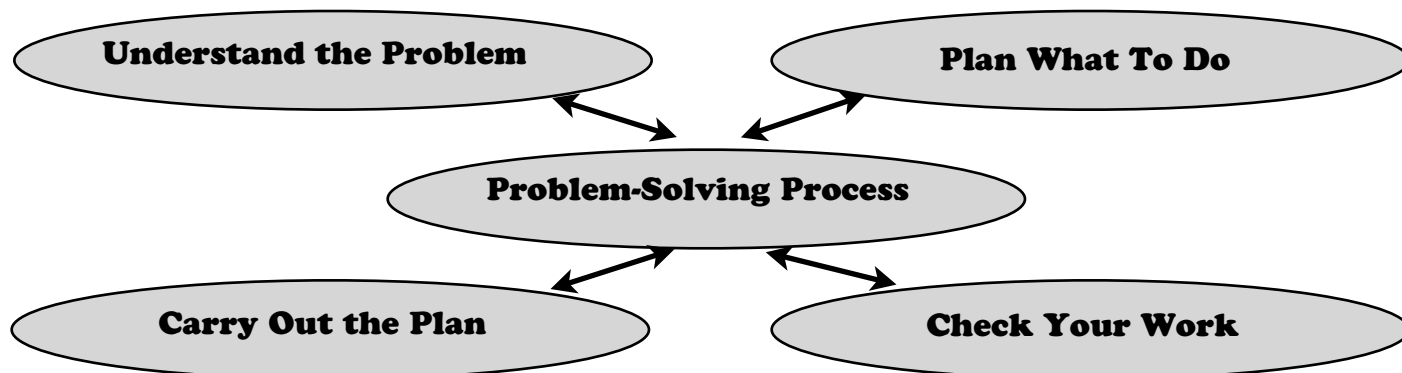 Understand the Problem
Plan What To Do
Problem-Solving Process
Carry Out the Plan
Check Your Work